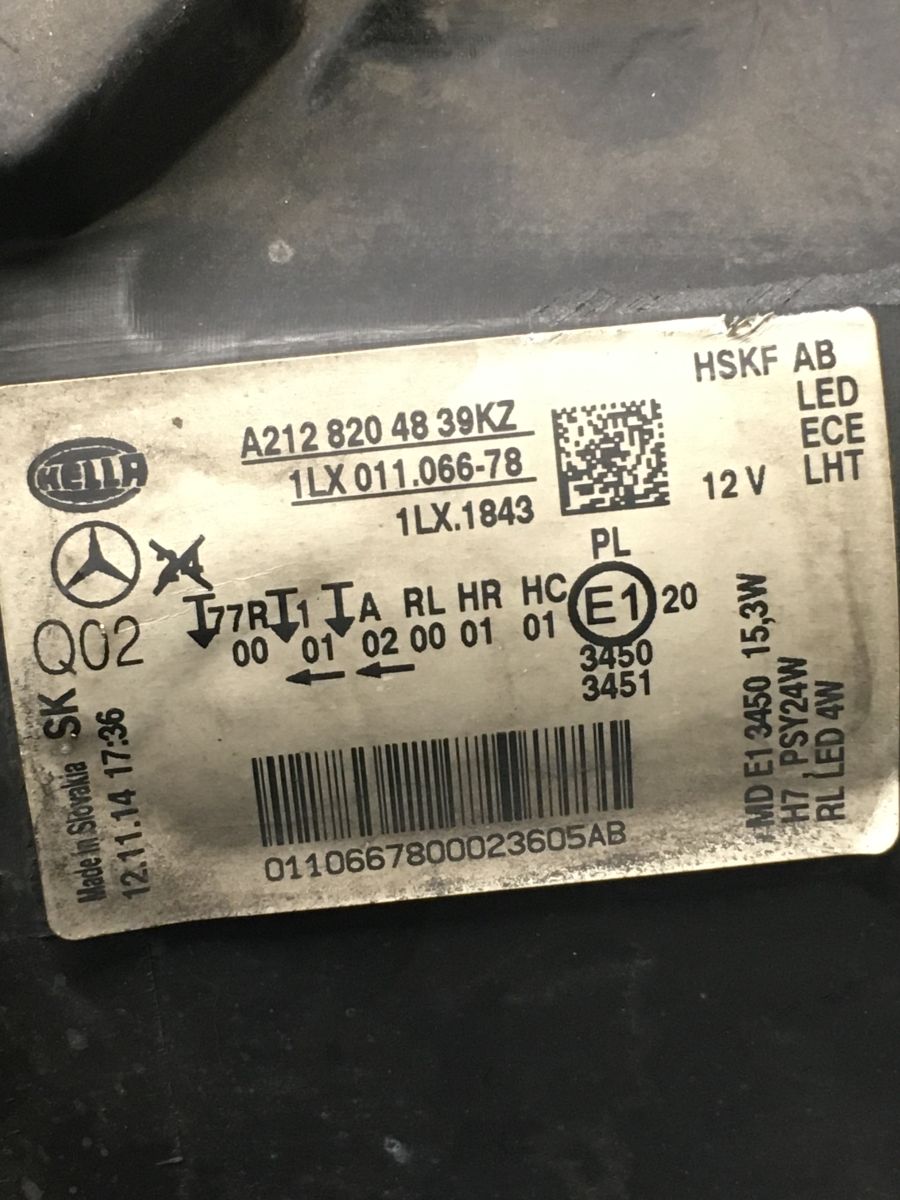 HSKF AB
LED
ECE
LHT
12 V
A212 820 48 39KZ
1LX 011.066-78
1LX.1843
HELLA
24
Q02
PL
77R 1 A RL HR HC E1 20
00 01 02 00 01 01
3450
3451
SK
Made in Slovakia
12.11.14 17:36
0110667800023605AB
MD E1 3450 15,3W
H7, PSY24W
RL LED 4W